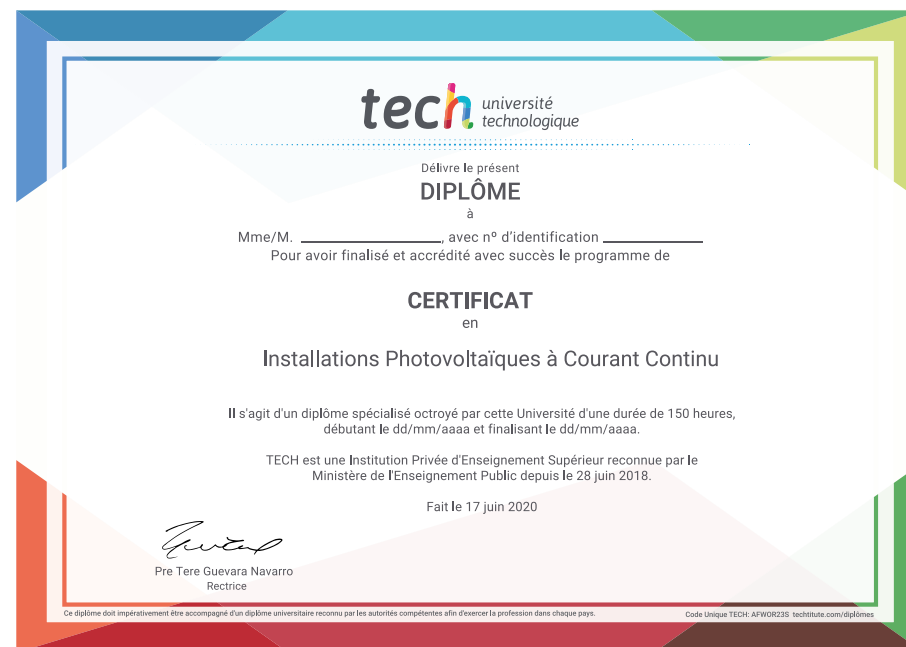 tech université
technologique
Délivre le présent
DIPLÔME
à
Mme/M. ____________________, avec nº d'identification ______________
Pour avoir finalisé et accrédité avec succès le programme de
CERTIFICAT
en
Installations Photovoltaïques à Courant Continu
Il s'agit d'un diplôme spécialisé octroyé par cette Université d'une durée de 150 heures,
débutant le dd/mm/aaaa et finalisant le dd/mm/aaaa.
TECH est une Institution Privée d'Enseignement Supérieur reconnue par le
Ministère de l'Enseignement Public depuis le 28 juin 2018.
Fait le 17 juin 2020
Pre Tere Guevara Navarro
Rectrice
Ce diplôme doit impérativement être accompagné d'un diplôme universitaire reconnu par les autorités compétentes afin d'exercer la profession dans chaque pays.
Code Unique TECH: AFWOR23S techtitute.com/diplômes